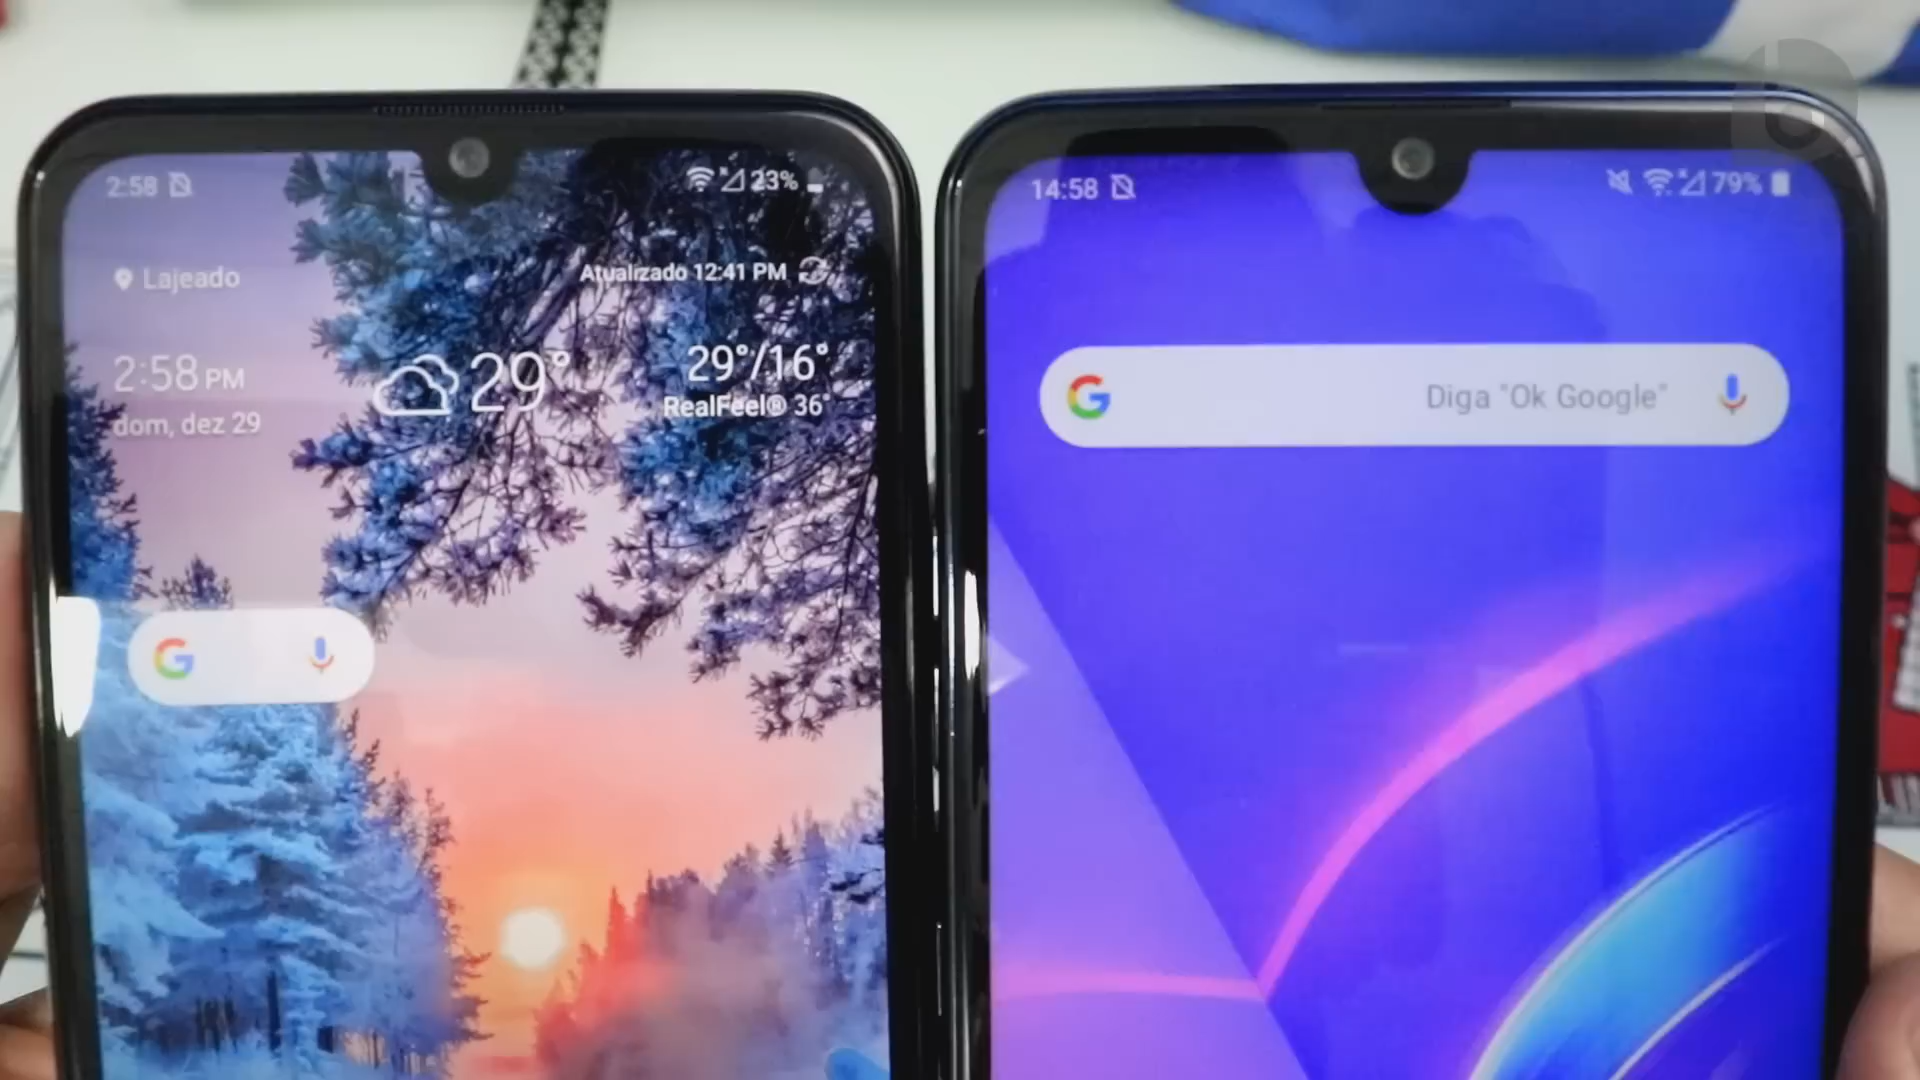 2:58
23%
Lajeado
Atualizado 12:41 PM
2:58 PM
dom, dez 29
29°
29°/16°
RealFeel® 36°
G
14:58
79%
G
Diga "Ok Google"